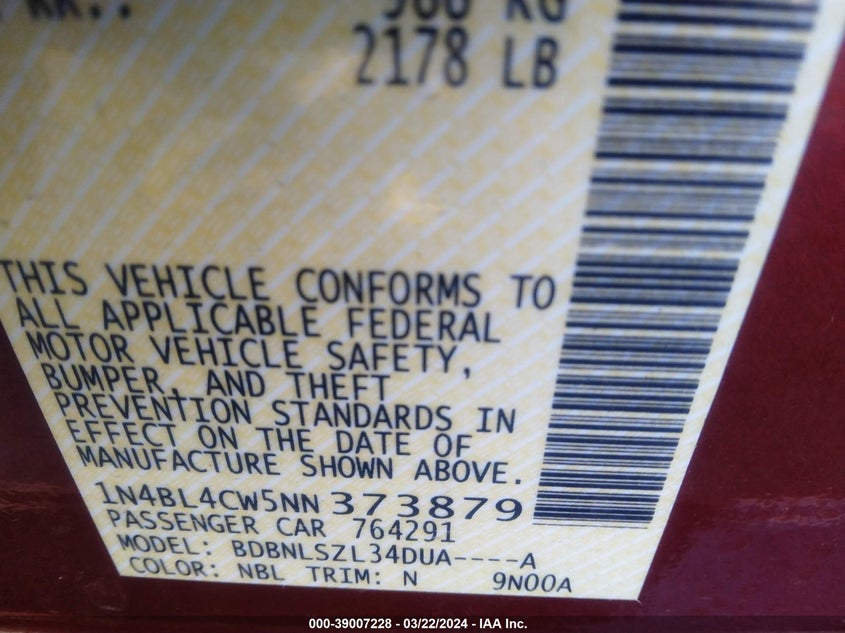 2178 LB
THIS VEHICLE CONFORMS TO
ALL APPLICABLE FEDERAL
MOTOR VEHICLE SAFETY,
BUMPER, AND THEFT
PREVENTION STANDARDS IN
EFFECT ON THE DATE OF
MANUFACTURE SHOWN ABOVE.
1N4BL4CW5NN373879
PASSENGER CAR 764291
MODEL: BDBNLSZL34DUA----A
COLOR: NBL TRIM: N 9N00A
000-39007228 - 03/22/2024 - IAA Inc.